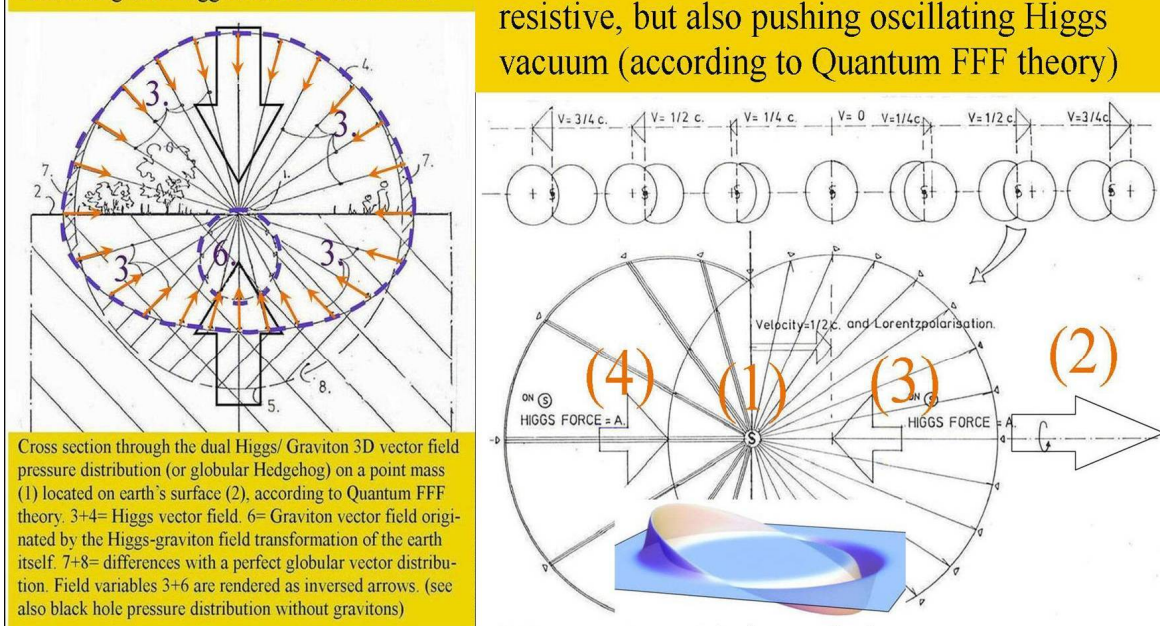 resistive, but also pushing oscillating Higgs
vacuum (according to Quantum FFF theory)
3.
4.
3.
7.
7.
2.
1.
3.
6.
3.
8.
5.
Cross section through the dual Higgs/ Graviton 3D vector field
pressure distribution (or globular Hedgehog) on a point mass
(1) located on earth's surface (2), according to Quantum FFF
theory. 3+4= Higgs vector field. 6= Graviton vector field origi-
nated by the Higgs-graviton field transformation of the earth
itself. 7+8= differences with a perfect globular vector distribu-
tion. Field variables 3+6 are rendered as inversed arrows. (see
also black hole pressure distribution without gravitons)
V=3/4 c. V=1/2 c. V=1/4 c. V=0 V=1/4c. V=1/2 c. V=3/4c
S S S S S S S
Velocity=1/2c. and Lorentzpolarisation.
(4) (1) (3) (2)
ON S
HIGGS FORCE = A.
ON S
HIGGS FORCE = A.
S